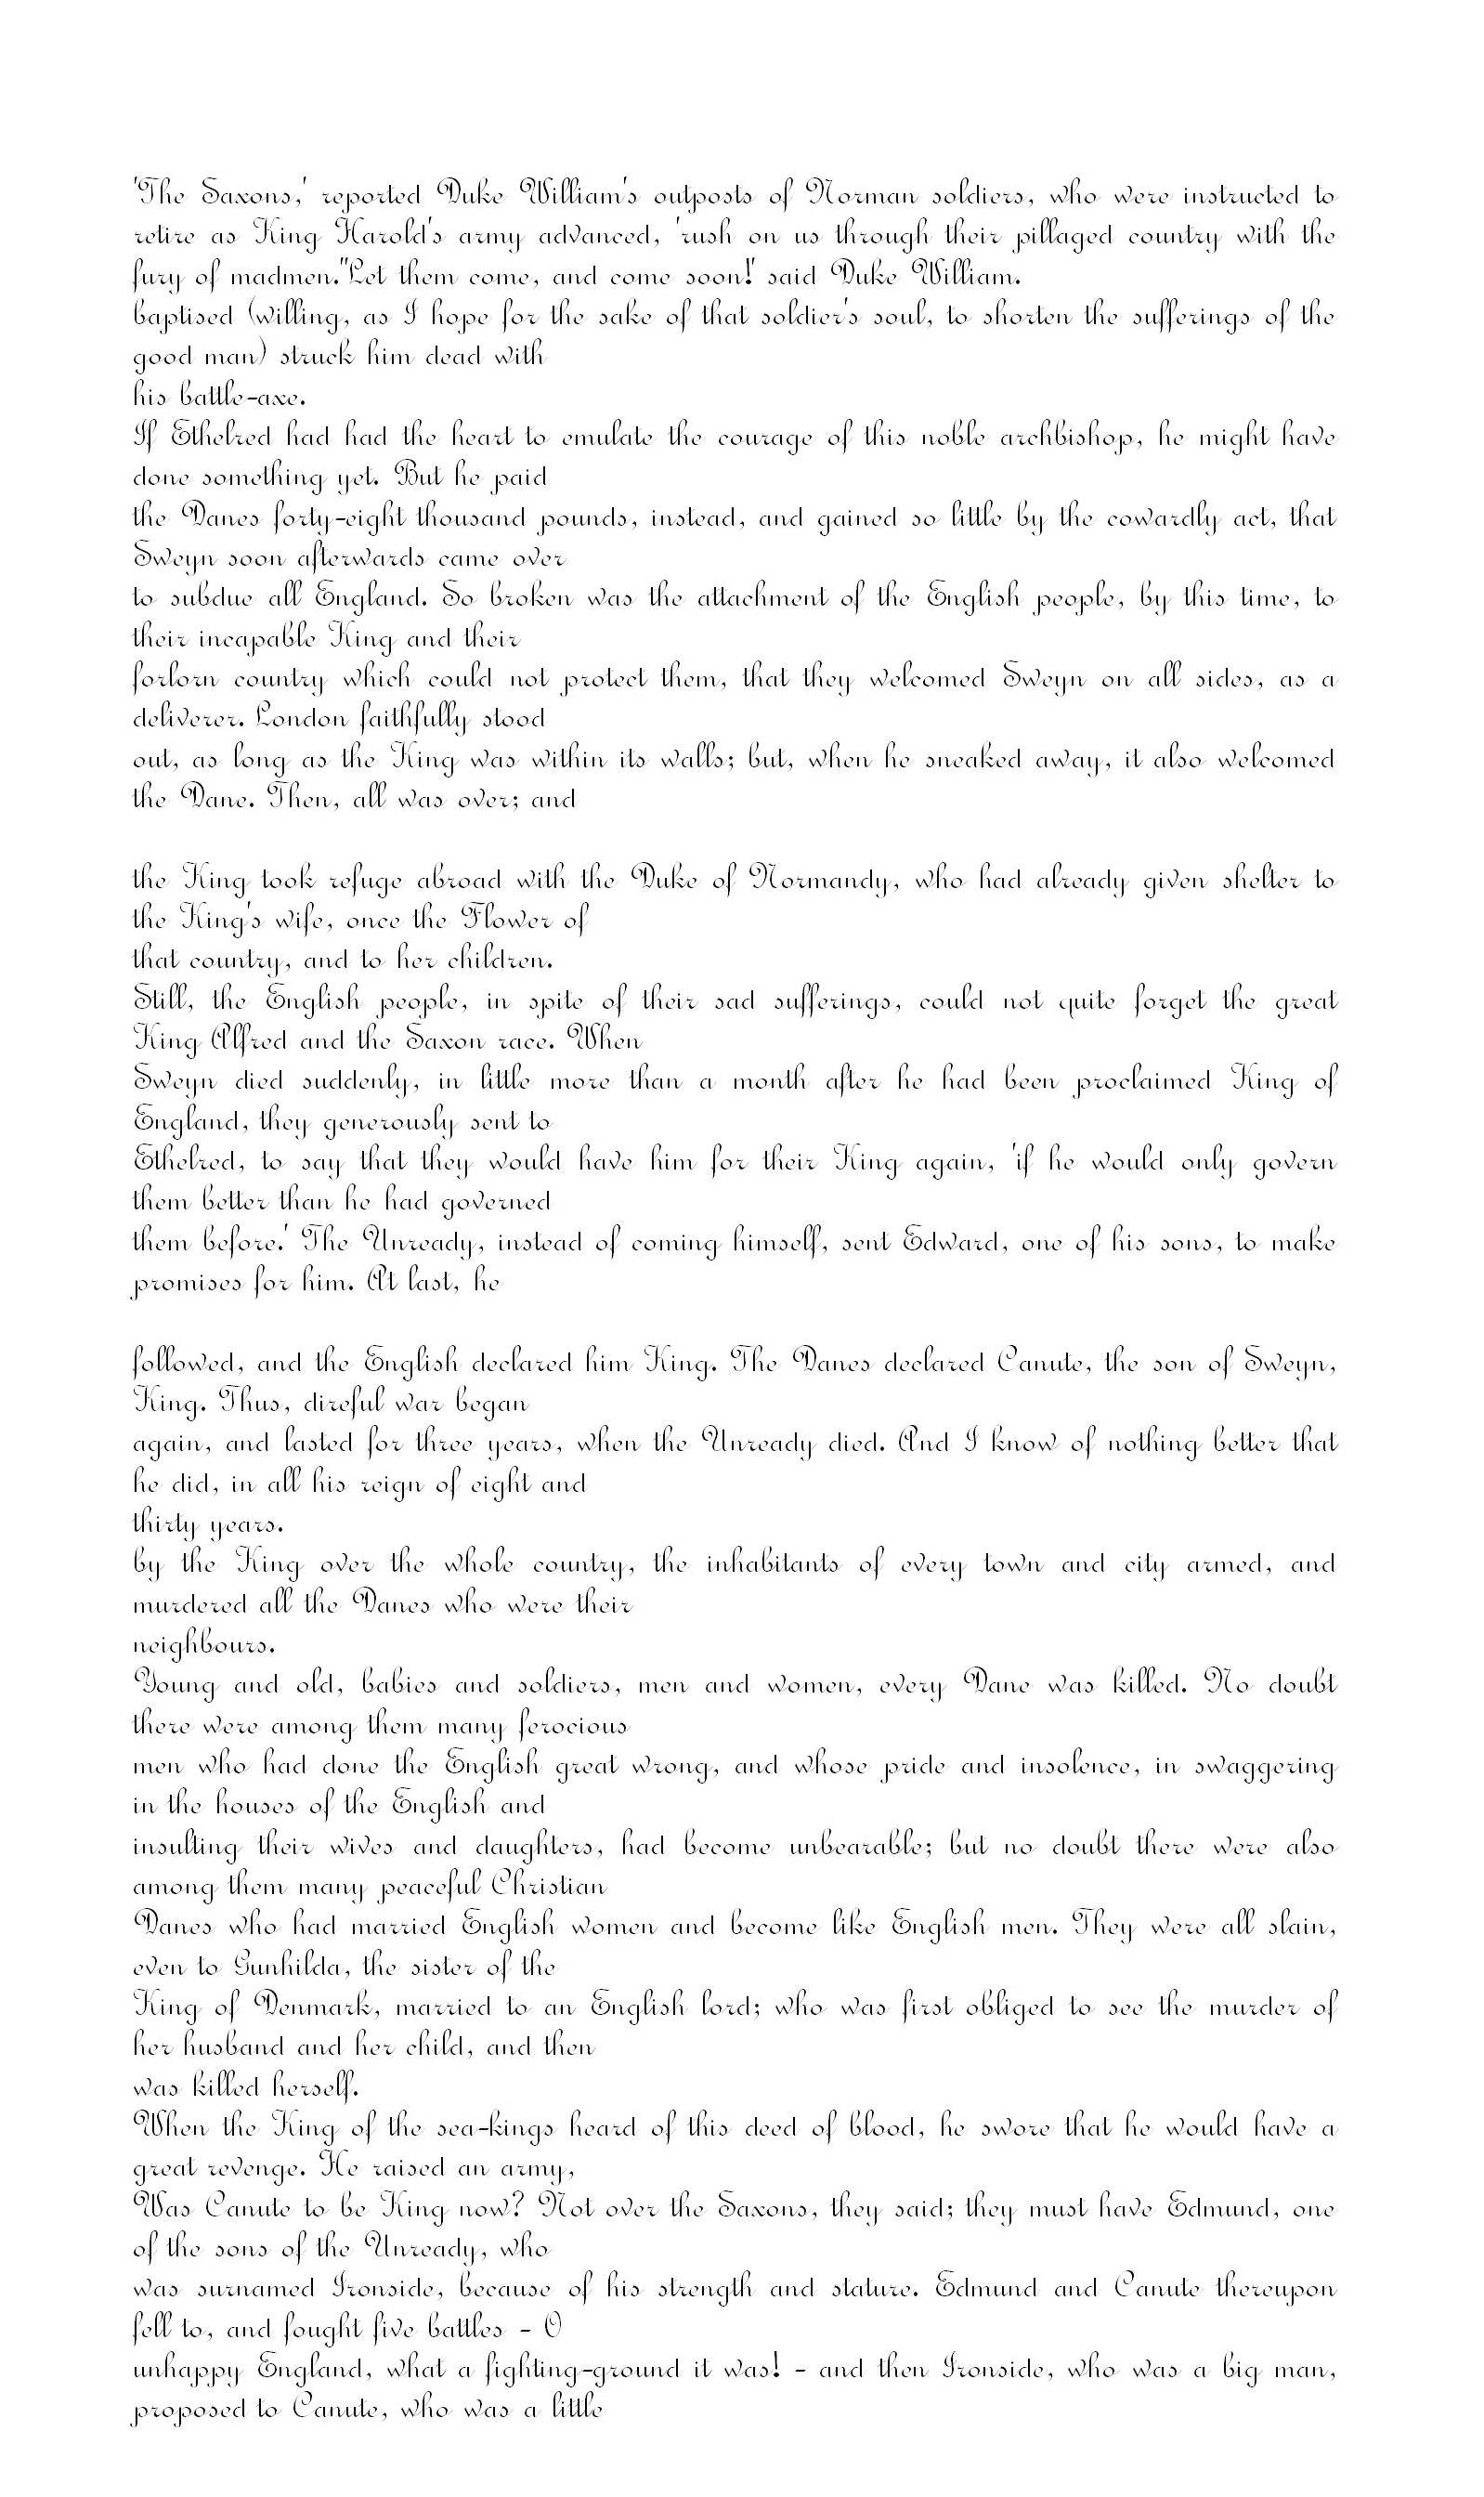 'The Saxons,' reported Duke William's outposts of Norman soldiers, who were instructed to
retire as King Harold's army advanced, 'rush on us through their pillaged country with the
fury of madmen.''Let them come, and come soon!' said Duke William.
baptised (willing, as I hope for the sake of that soldier's soul, to shorten the sufferings of the
good man) struck him dead with
his battle-axe.
If Ethelred had had the heart to emulate the courage of this noble archbishop, he might have
done something yet. But he paid
the Danes forty-eight thousand pounds, instead, and gained so little by the cowardly act, that
Sweyn soon afterwards came over
to subdue all England. So broken was the attachment of the English people, by this time, to
their incapable King and their
forlorn country which could not protect them, that they welcomed Sweyn on all sides, as a
deliverer. London faithfully stood
out, as long as the King was within its walls; but, when he sneaked away, it also welcomed
the Dane. Then, all was over; and
the King took refuge abroad with the Duke of Normandy, who had already given shelter to
the King's wife, once the Flower of
that country, and to her children.
Still, the English people, in spite of their sad sufferings, could not quite forget the great
King Alfred and the Saxon race. When
Sweyn died suddenly, in little more than a month after he had been proclaimed King of
England, they generously sent to
Ethelred, to say that they would have him for their King again, 'if he would only govern
them better than he had governed
them before.' The Unready, instead of coming himself, sent Edward, one of his sons, to make
promises for him. At last, he
followed, and the English declared him King. The Danes declared Canute, the son of Sweyn,
King. Thus, direful war began
again, and lasted for three years, when the Unready died. And I know of nothing better that
he did, in all his reign of eight and
thirty years.
by the King over the whole country, the inhabitants of every town and city armed, and
murdered all the Danes who were their
neighbours.
Young and old, babies and soldiers, men and women, every Dane was killed. No doubt
there were among them many ferocious
men who had done the English great wrong, and whose pride and insolence, in swaggering
in the houses of the English and
insulting their wives and daughters, had become unbearable; but no doubt there were also
among them many peaceful Christian
Danes who had married English women and become like English men. They were all slain,
even to Gunhilda, the sister of the
King of Denmark, married to an English lord; who was first obliged to see the murder of
her husband and her child, and then
was killed herself.
When the King of the sea-kings heard of this deed of blood, he swore that he would have a
great revenge. He raised an army,
Was Canute to be King now? Not over the Saxons, they said; they must have Edmund, one
of the sons of the Unready, who
was surnamed Ironside, because of his strength and stature. Edmund and Canute thereupon
fell to, and fought five battles - O
unhappy England, what a fighting-ground it was! - and then Ironside, who was a big man,
proposed to Canute, who was a little